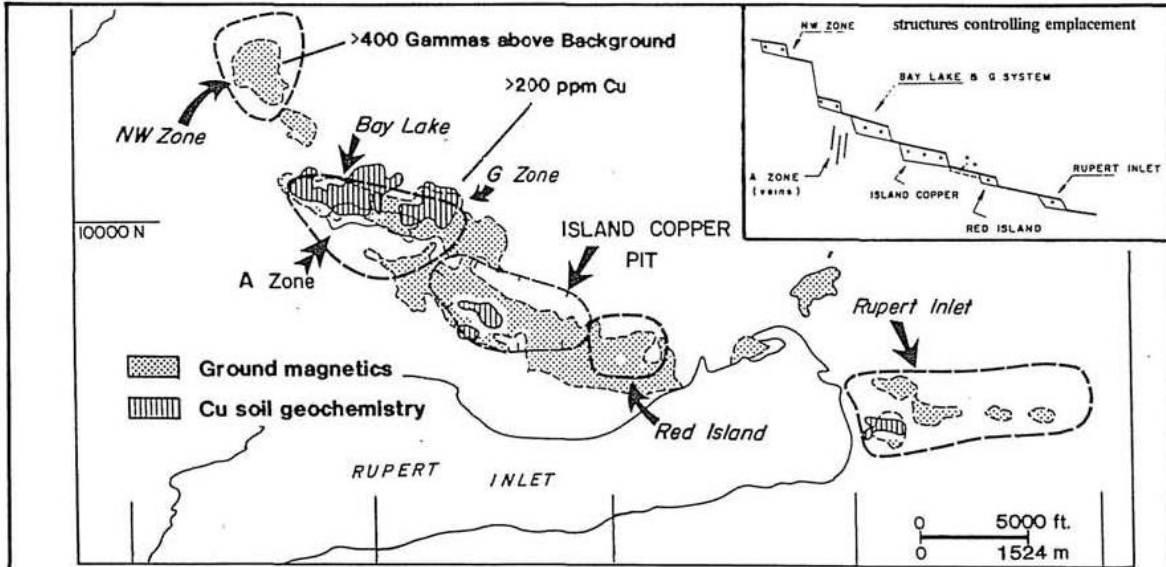 >400 Gammas above Background
>200 ppm Cu
NW Zone
Bay Lake
G Zone
10000 N
A Zone
ISLAND COPPER
PIT
Rupert Inlet
Ground magnetics
Cu soil geochemistry
Red Island
RUPERT INLET
0 5000 ft.
0 1524 m
structures controlling emplacement
NW ZONE
BAY LAKE & G SYSTEM
A ZONE
(veins)
ISLAND COPPER
RED ISLAND
RUPERT INLET